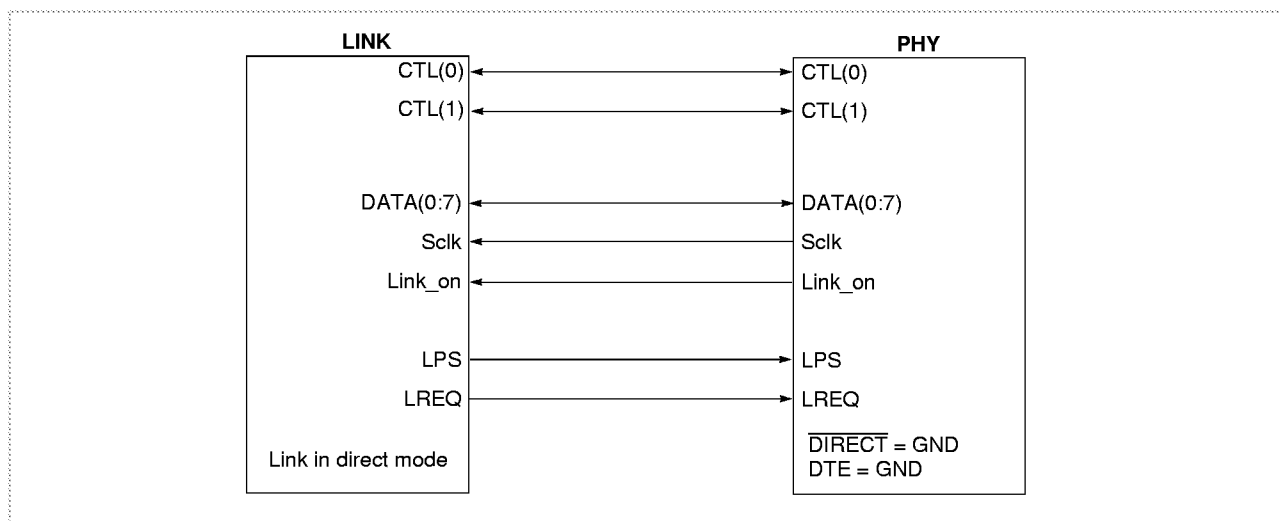 LINK
PHY
CTL(0)
CTL(0)
CTL(1)
CTL(1)
DATA(0:7)
DATA(0:7)
Sclk
Sclk
Link_on
Link_on
LPS
LPS
LREQ
LREQ
Link in direct mode
DIRECT = GND
DTE = GND